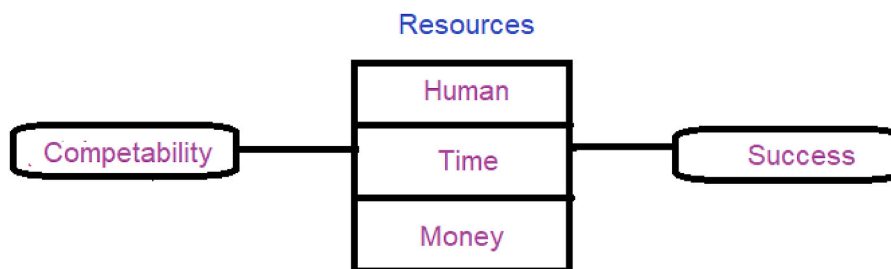 Resources
Human
Competability
Time
Success
Money